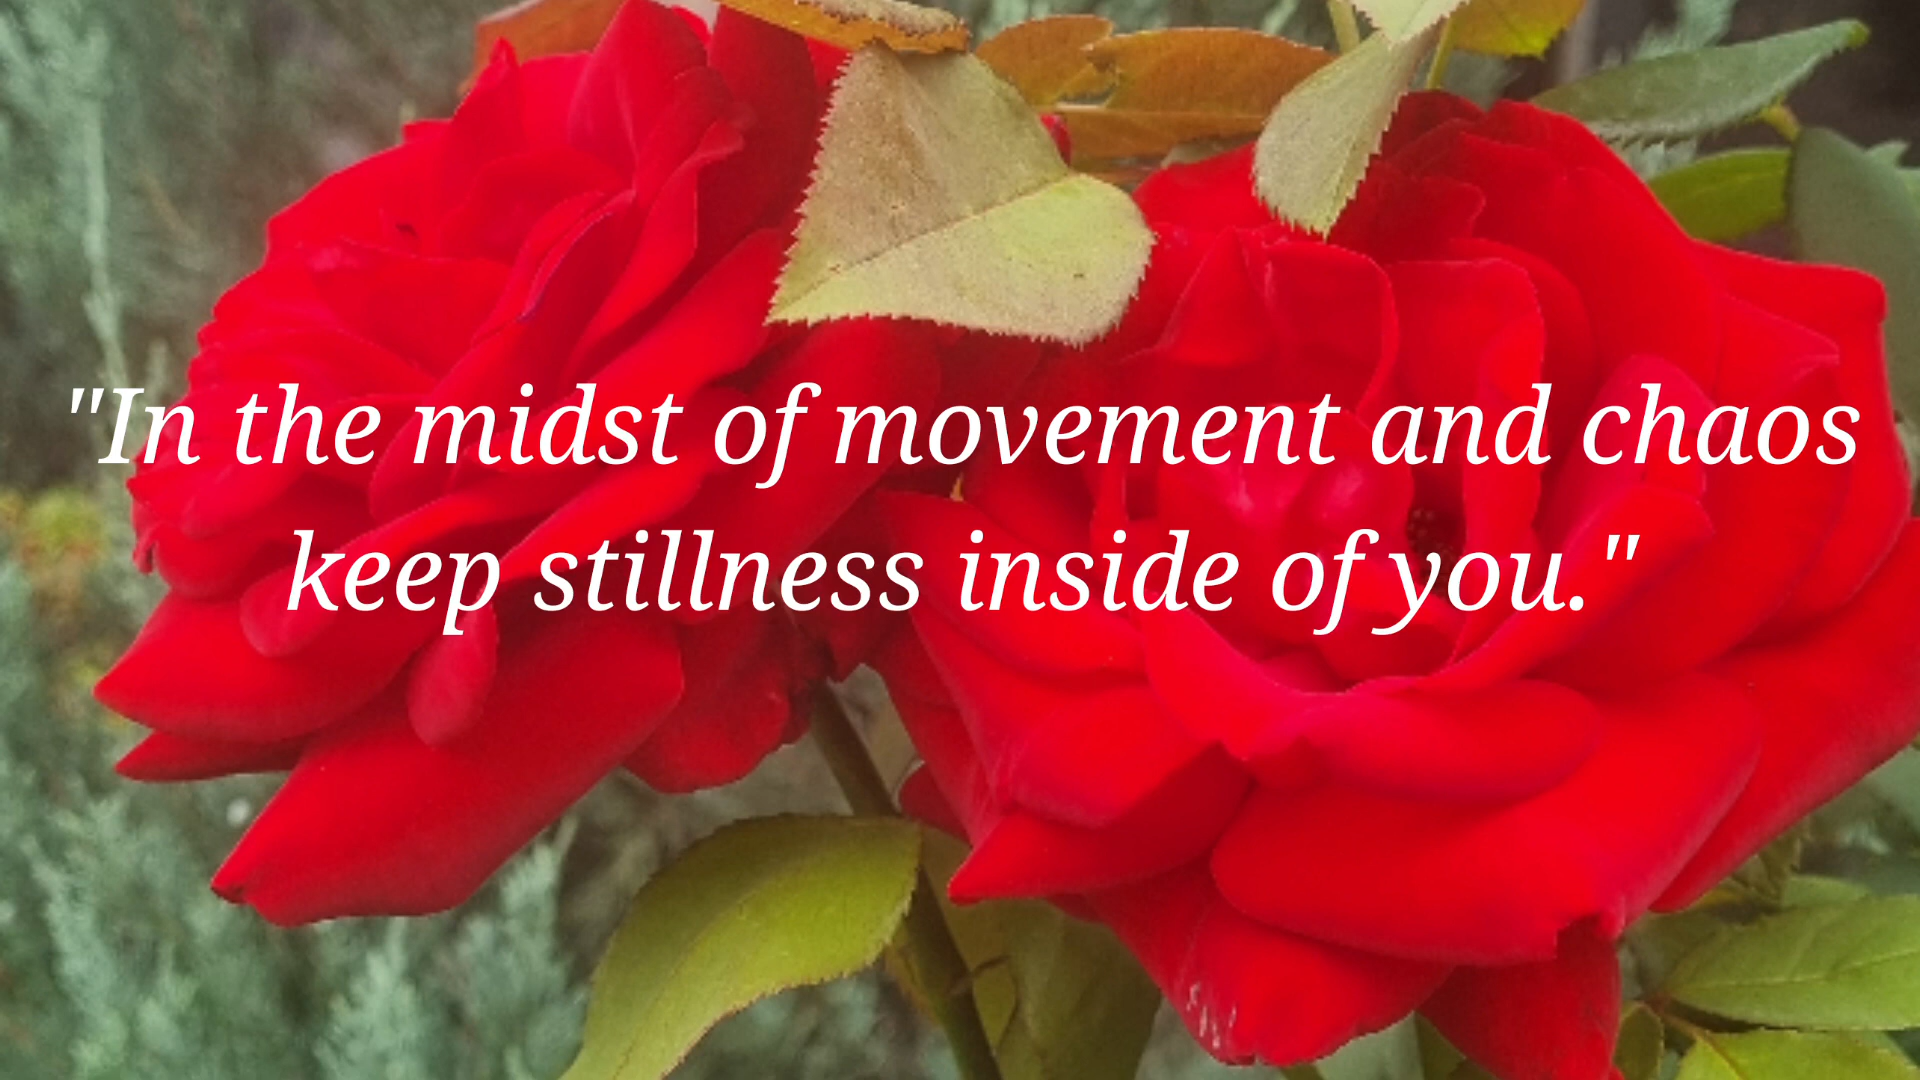 "In the midst of movement and chaos
keep stillness inside of you."